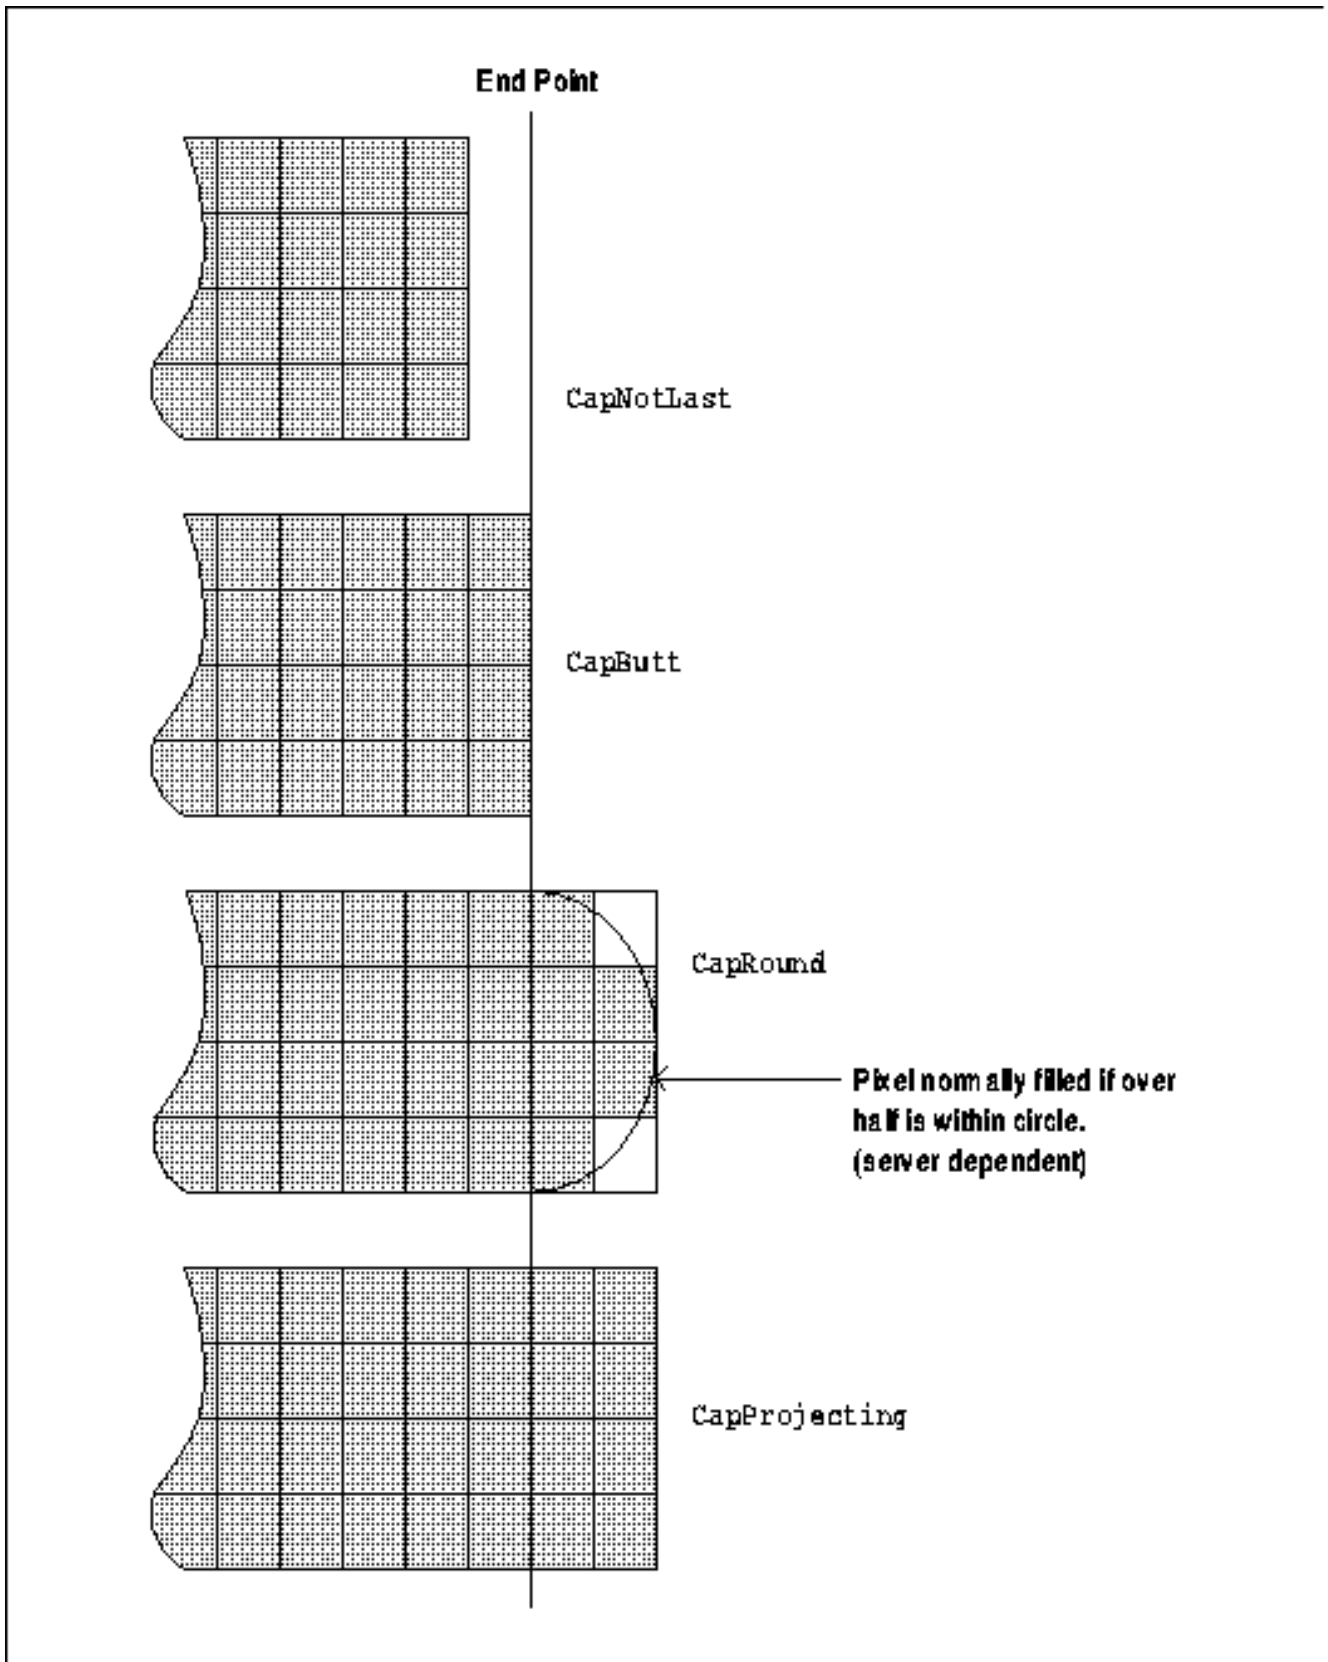 End Point
CapNotLast
CapButt
CapRound
Pixel normally filled if over
half is within circle.
(server dependent)
CapProjecting